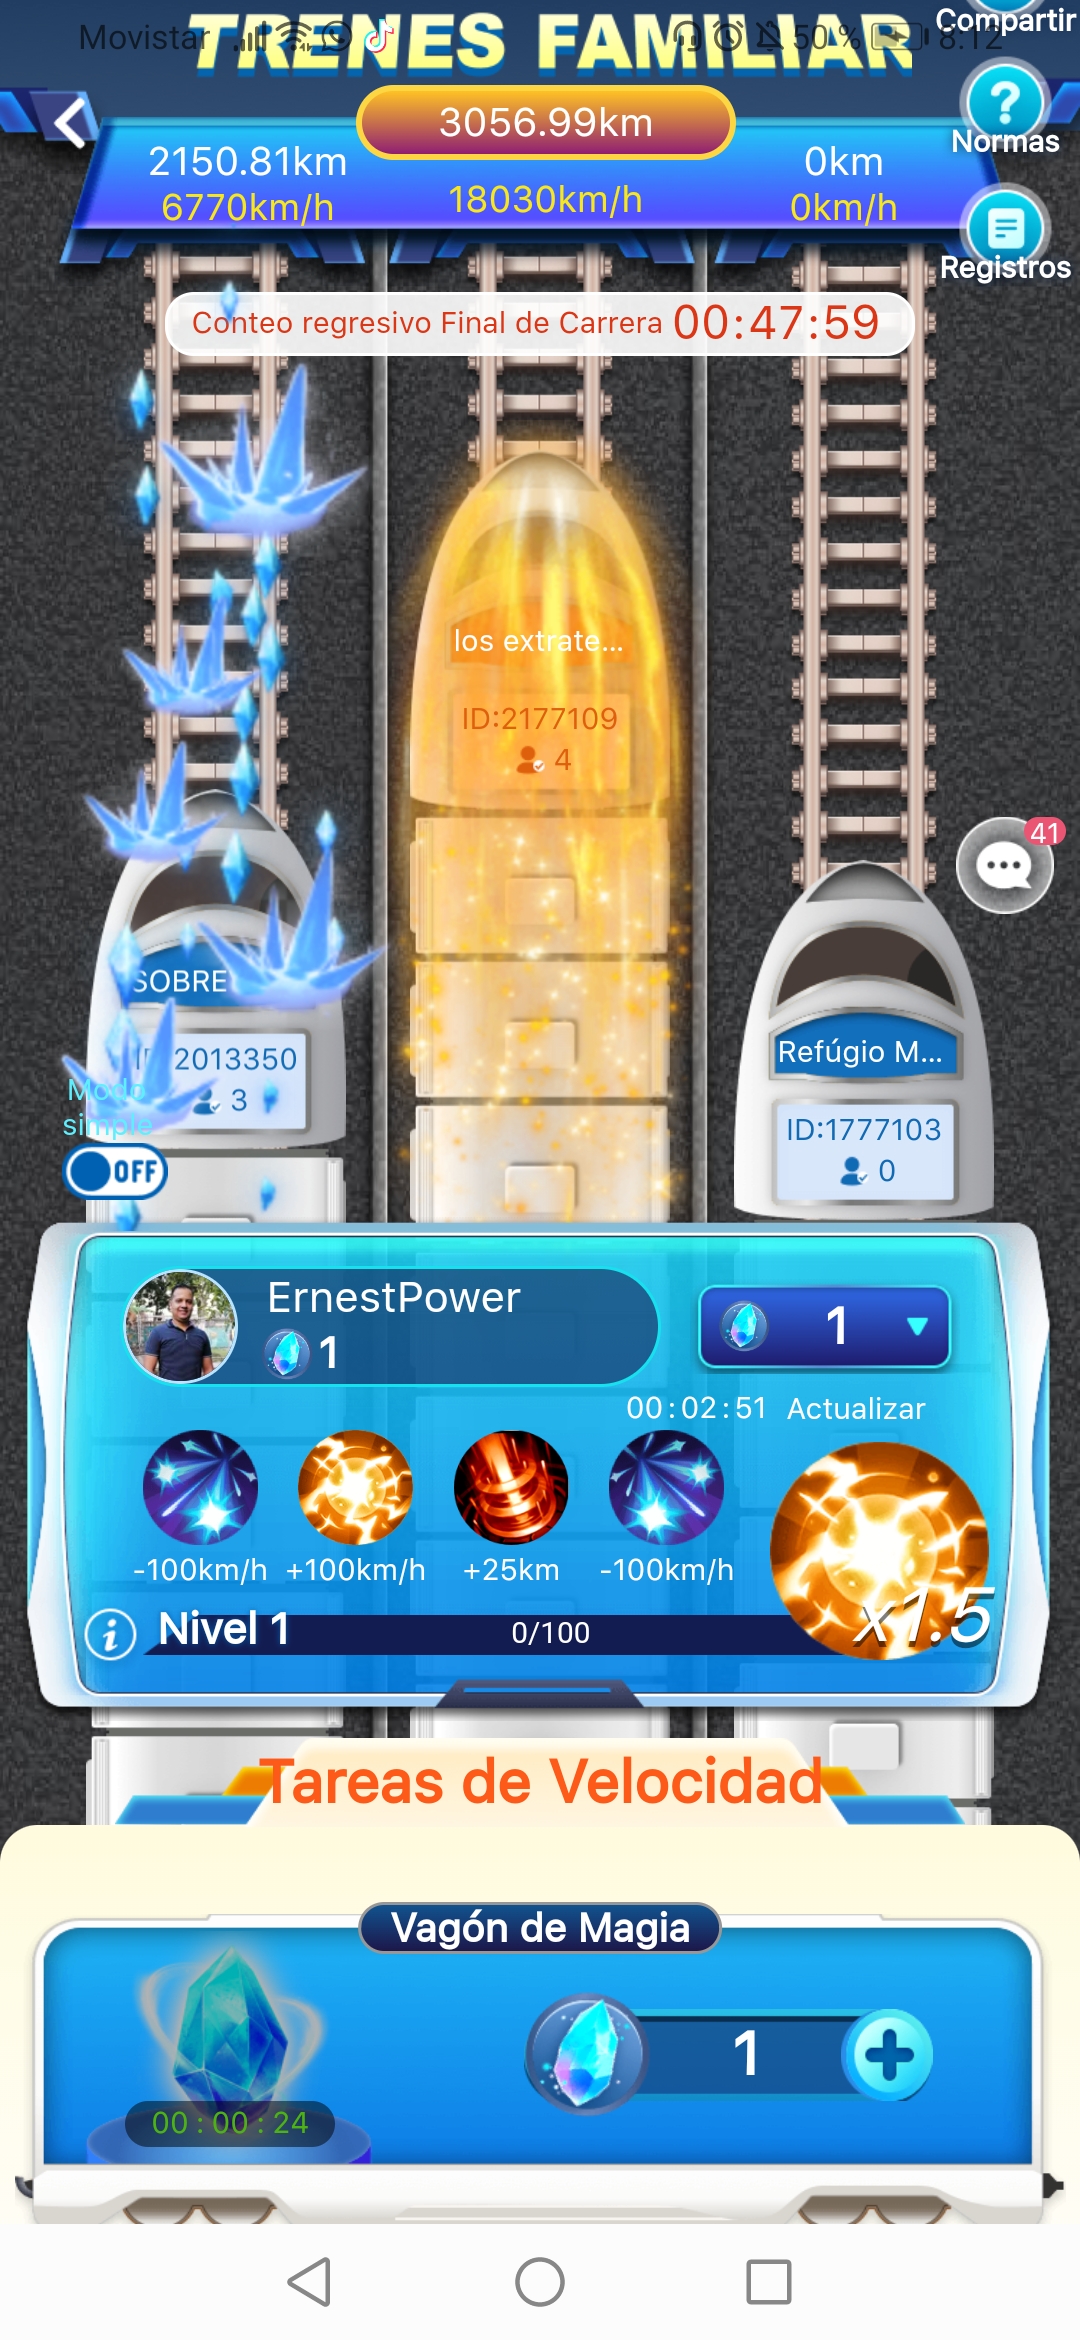 TRENES FAMILIAR
Movistar
50 %
8:12
Compartir
3056.99km
Normas
2150.81km
0km
6770km/h
18030km/h
0km/h
Registros
Conteo regresivo Final de Carrera 00:47:59
los extrate...
ID:2177109
4
41
SOBRE
2013350
3
Refúgio M...
ID:1777103
0
Modo
simple
OFF
ErnestPower
1
1
00:02:51 Actualizar
-100km/h +100km/h +25km -100km/h
x1.5
Nivel 1
0/100
Tareas de Velocidad
Vagón de Magia
1
00:00:24